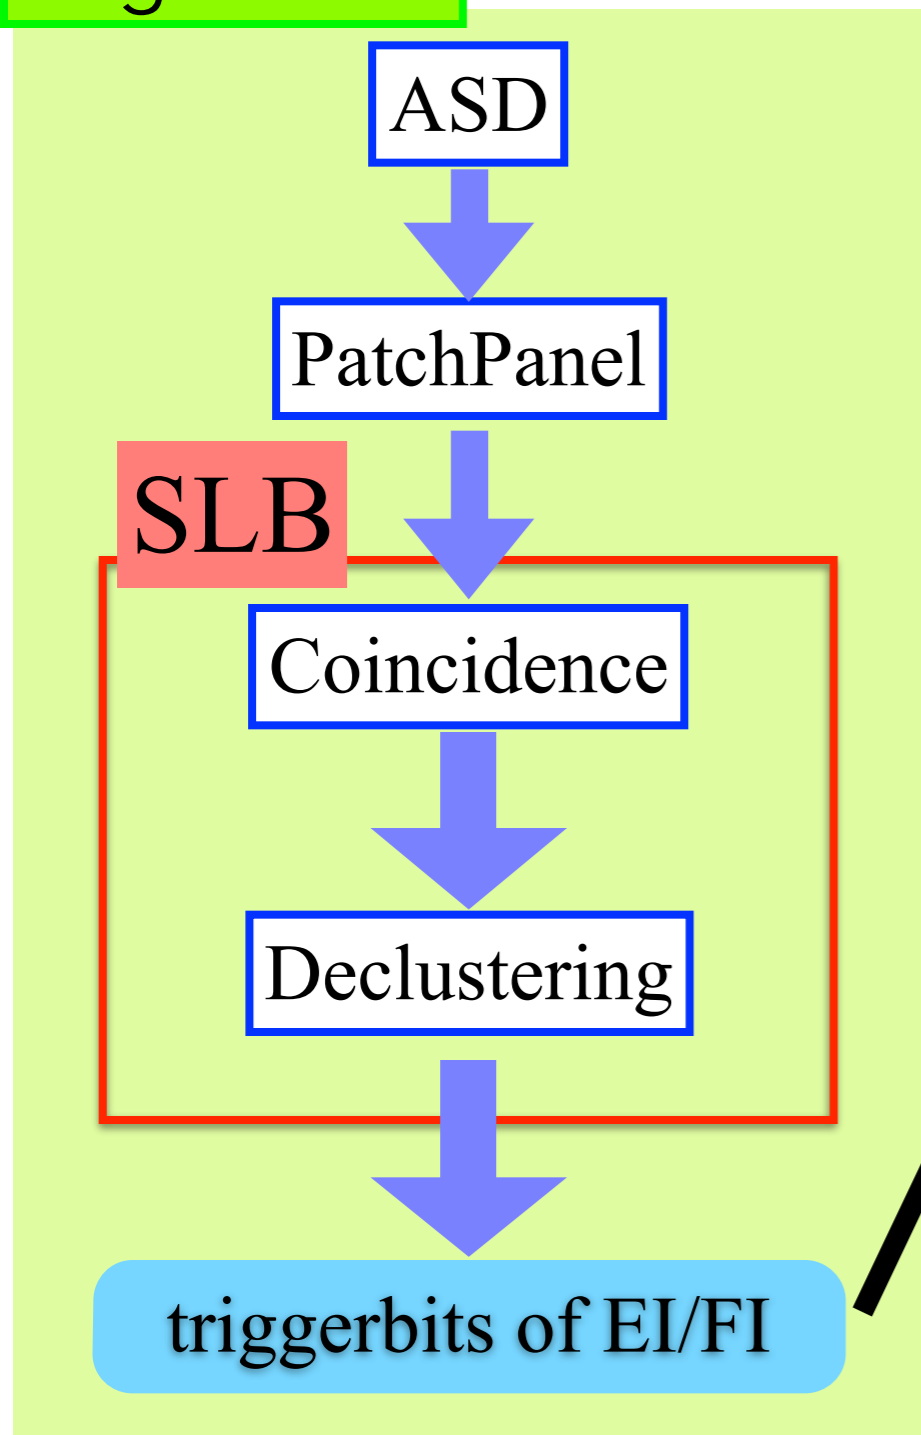 ASD
PatchPanel
SLB
Coincidence
Declustering
triggerbits of EI/FI